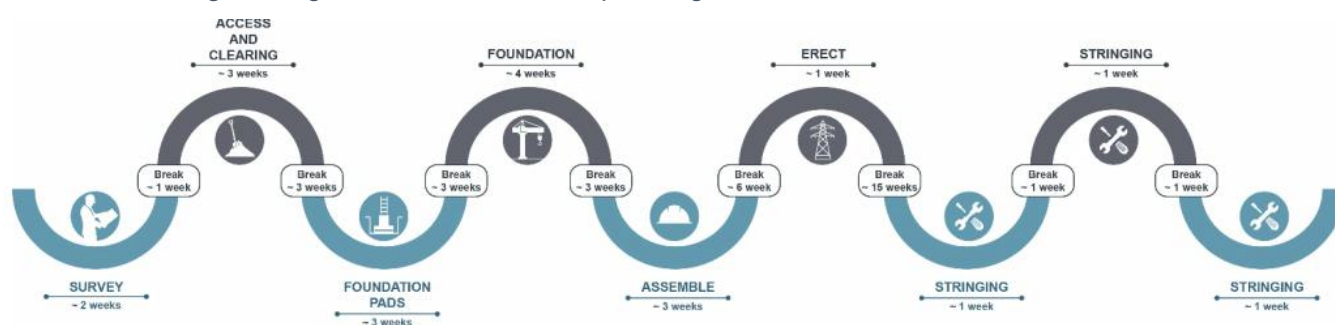 ACCESS
AND
CLEARING
~ 3 weeks
FOUNDATION
~ 4 weeks
ERECT
~ 1 week
STRINGING
~ 1 week
Break
~ 1 week
Break
~ 3 weeks
Break
~ 3 weeks
Break
~ 3 weeks
Break
~ 6 week
Break
~ 15 weeks
Break
~ 1 week
Break
~ 1 week
SURVEY
~ 2 weeks
FOUNDATION
PADS
~ 3 weeks
ASSEMBLE
~ 3 weeks
STRINGING
~ 1 week
STRINGING
~ 1 week